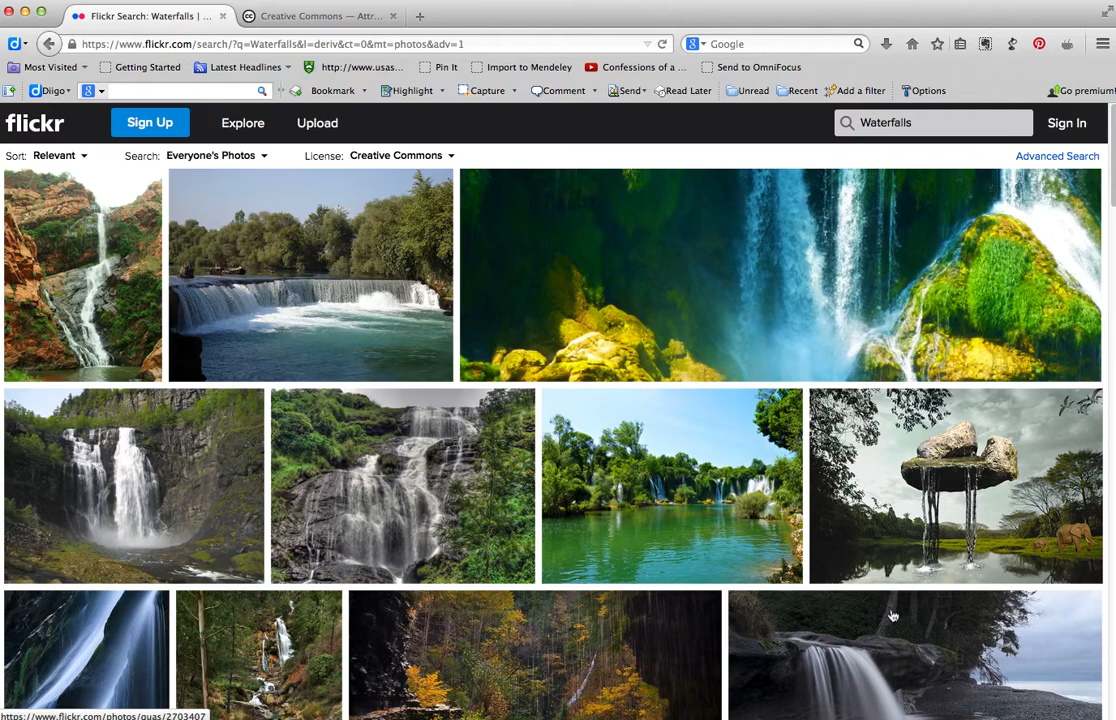 Flickr Search: Waterfalls | ...
Creative Commons — Attr...
https://www.flickr.com/search/?q=Waterfalls&l=deriv&ct=0&mt=photos&adv=1
Google
Most Visited
Getting Started
Latest Headlines
http://www.usas...
Pin It
Import to Mendeley
Confessions of a ...
Send to OmniFocus
Diigo
Bookmark
Highlight
Capture
Comment
Send
Read Later
Unread
Recent
Add a filter
Options
Go premium!
flickr
Sign Up
Explore
Upload
Waterfalls
Sign In
Sort: Relevant
Search: Everyone's Photos
License: Creative Commons
Advanced Search
https://www.flickr.com/photos/quas/2703407